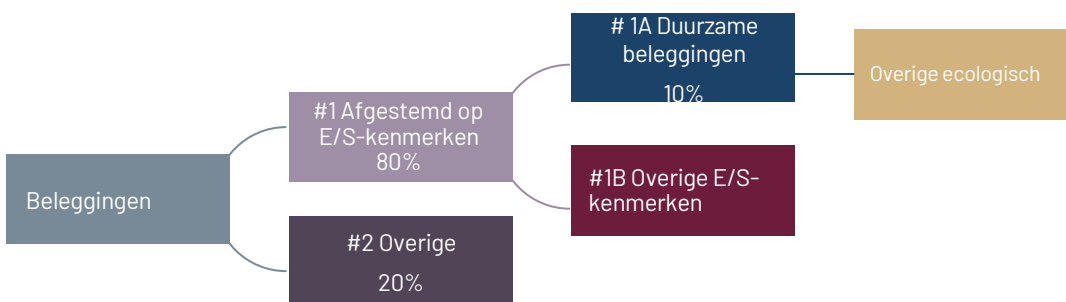 Beleggingen
#1 Afgestemd op
E/S-kenmerken
80%
#2 Overige
20%
# 1A Duurzame
beleggingen
10%
#1B Overige E/S-
kenmerken
Overige ecologisch